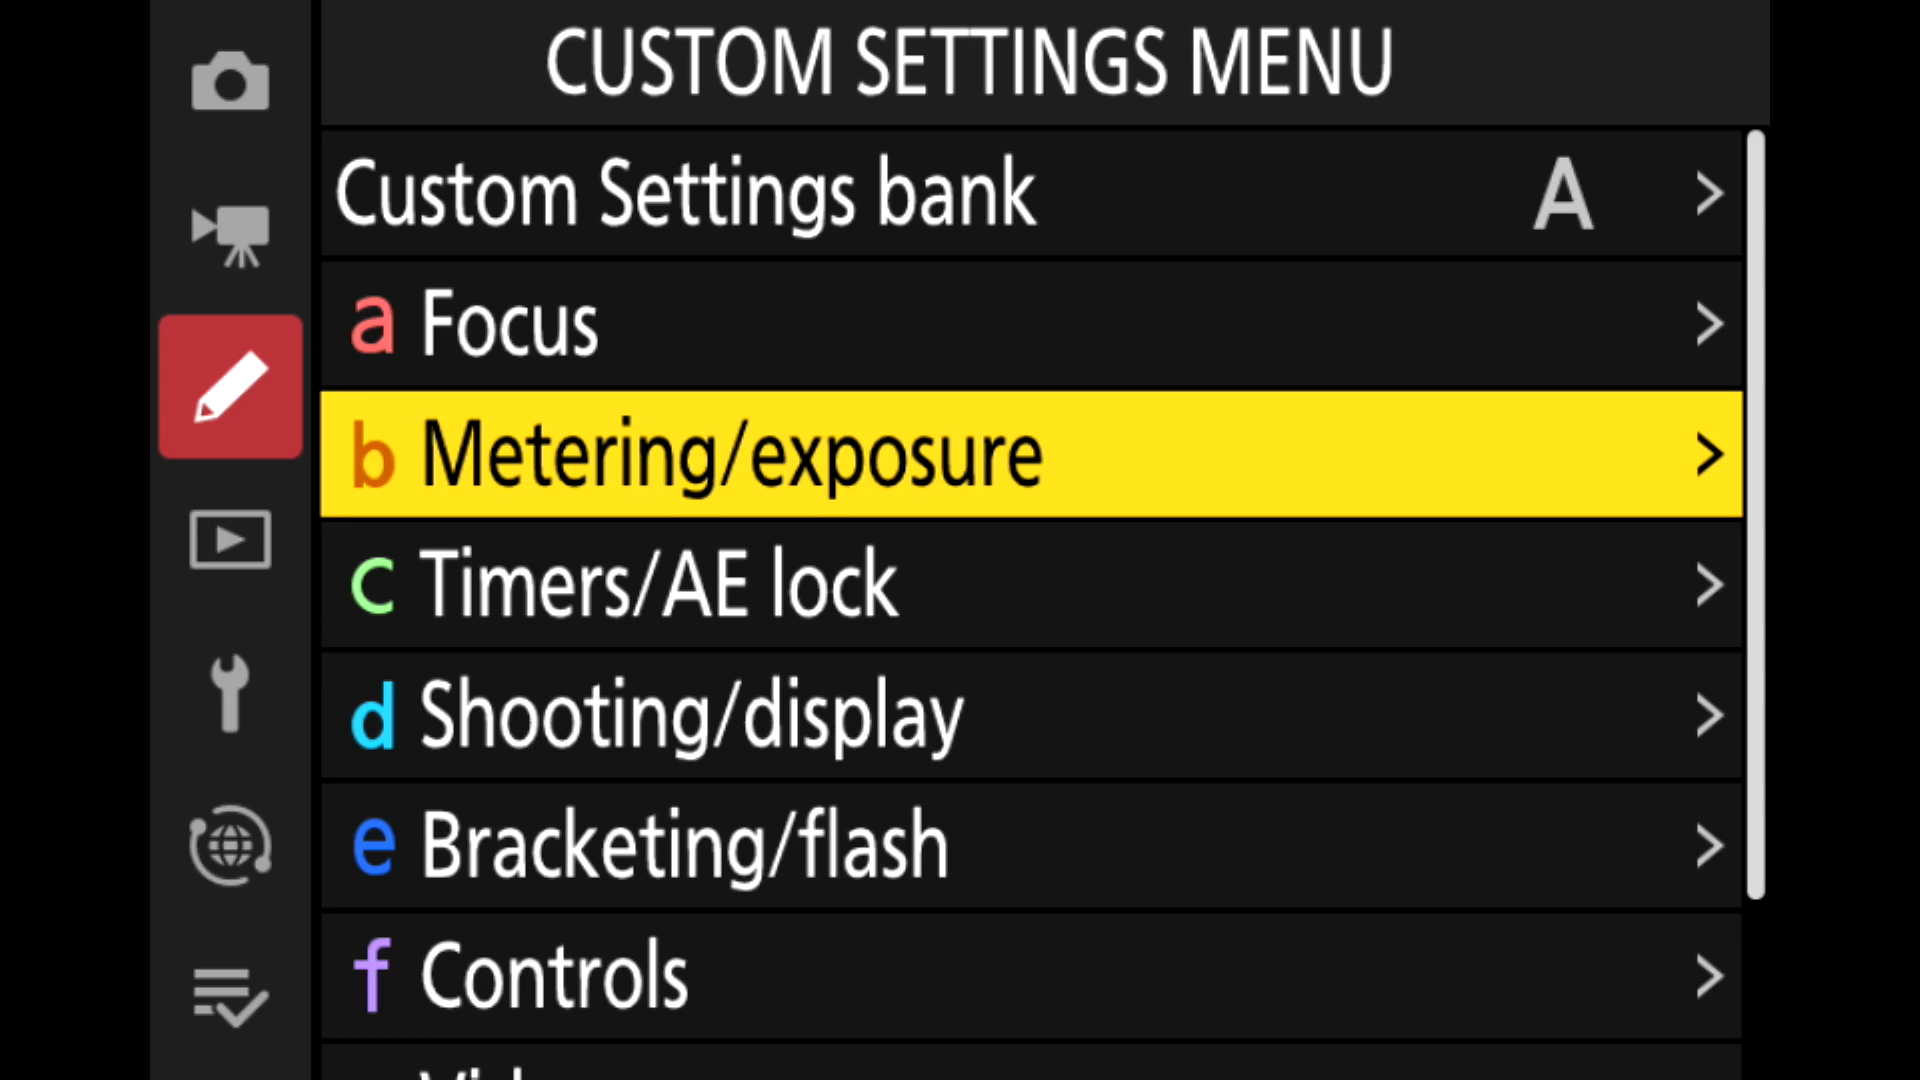 CUSTOM SETTINGS MENU
Custom Settings bank A >
a Focus >
b Metering/exposure >
c Timers/AE lock >
d Shooting/display >
e Bracketing/flash >
f Controls >